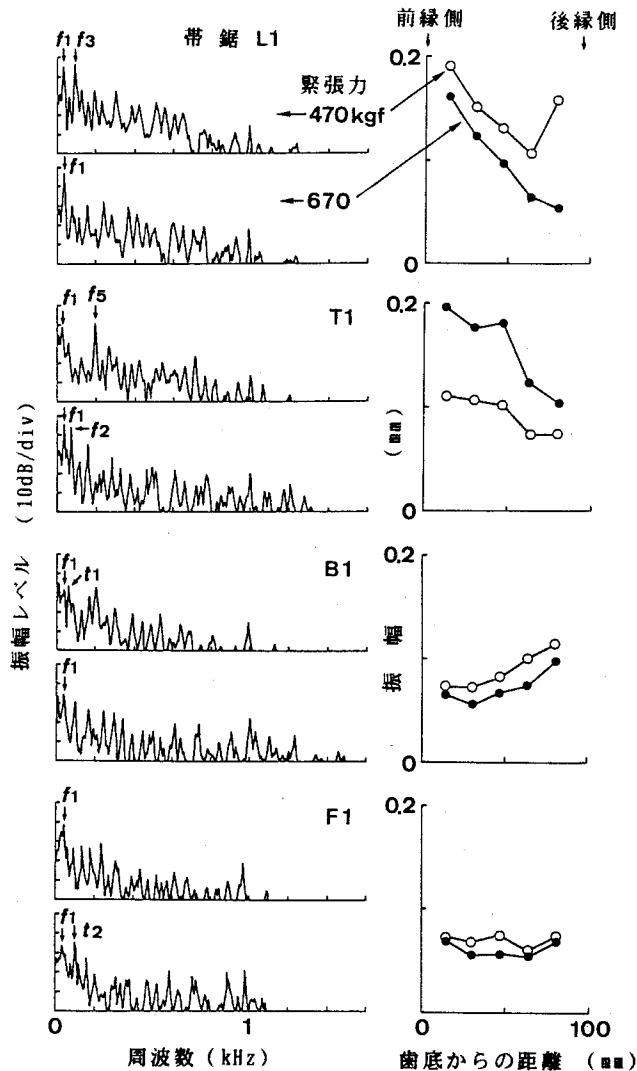 前縁側 後縁側
f1 f3 帯鋸 L1
0.2
緊張力
470kgf
f1
670
0
f1 f5 T1
0.2
f1
f2
(mm)
0
(10dB/div)
振幅レベル
f1 t1 B1
0.2
f1
振幅
0
f1 F1
0.2
f1 t2
0 1
0
100
周波数 (kHz)
歯底からの距離 (mm)